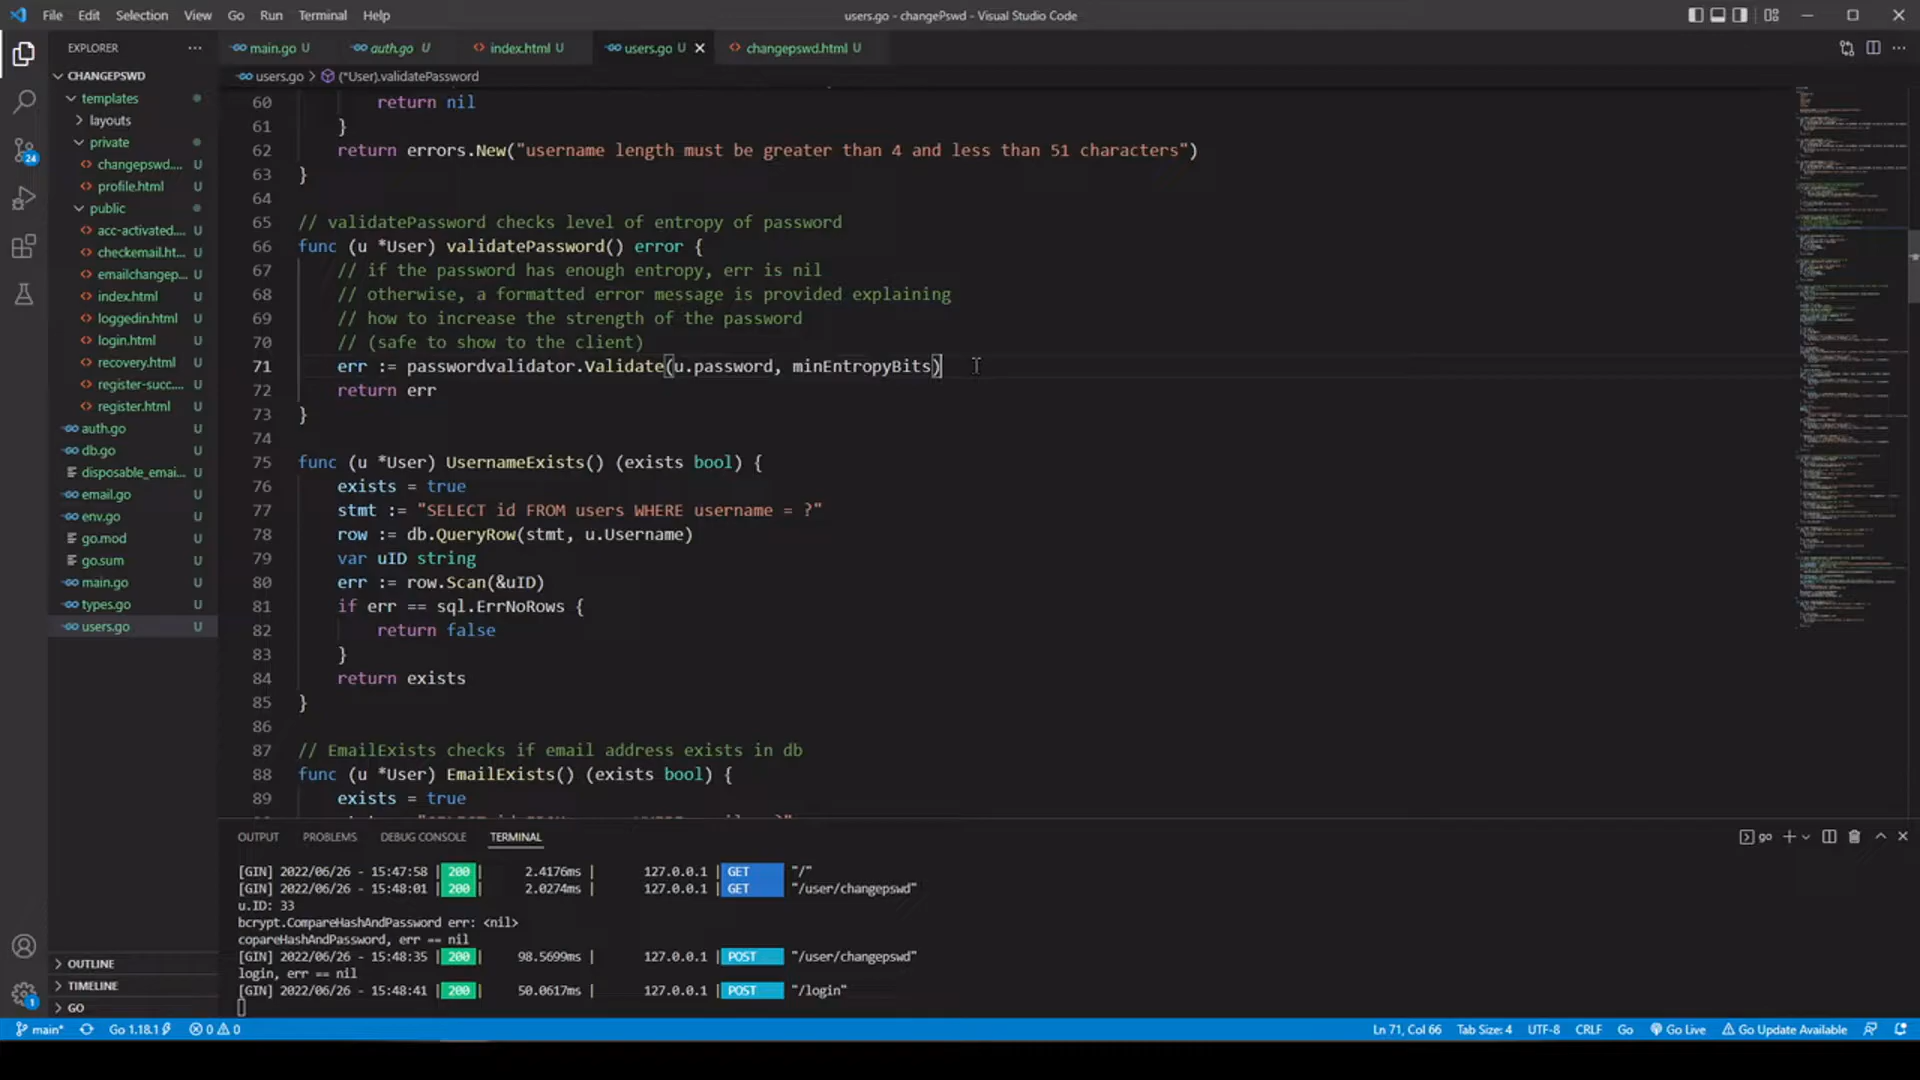 File Edit Selection View Go Run Terminal Help
users.go - changePswd - Visual Studio Code
EXPLORER
main.go U
auth.go U
index.html U
users.go U
changepswd.html U
CHANGEPSWD
templates
layouts
private
changepswd.... U
profile.html U
public
acc-activated.... U
checkemail.ht... U
emailchangep... U
index.html U
loggedin.html U
login.html U
recovery.html U
register-succ.... U
register.html U
auth.go U
db.go U
disposable_emai... U
email.go U
env.go U
go.mod U
go.sum U
main.go U
types.go U
users.go U
OUTLINE
TIMELINE
GO
24
1
users.go > (*User).validatePassword
60 return nil
61 }
62 return errors.New("username length must be greater than 4 and less than 51 characters")
63 }
64
65 // validatePassword checks level of entropy of password
66 func (u *User) validatePassword() error {
67 // if the password has enough entropy, err is nil
68 // otherwise, a formatted error message is provided explaining
69 // how to increase the strength of the password
70 // (safe to show to the client)
71 err := passwordvalidator.Validate(u.password, minEntropyBits)
72 return err
73 }
74
75 func (u *User) UsernameExists() (exists bool) {
76 exists = true
77 stmt := "SELECT id FROM users WHERE username = ?"
78 row := db.QueryRow(stmt, u.Username)
79 var uID string
80 err := row.Scan(&uID)
81 if err == sql.ErrNoRows {
82 return false
83 }
84 return exists
85 }
86
87 // EmailExists checks if email address exists in db
88 func (u *User) EmailExists() (exists bool) {
89 exists = true
OUTPUT PROBLEMS DEBUG CONSOLE TERMINAL
go
[GIN] 2022/06/26 - 15:47:58 | 200 | 2.4176ms | 127.0.0.1 | GET "/"
[GIN] 2022/06/26 - 15:48:01 | 200 | 2.0274ms | 127.0.0.1 | GET "/user/changepswd"
u.ID: 33
bcrypt.CompareHashAndPassword err: <nil>
copareHashAndPassword, err == nil
[GIN] 2022/06/26 - 15:48:35 | 200 | 98.5699ms | 127.0.0.1 | POST "/user/changepswd"
login, err == nil
[GIN] 2022/06/26 - 15:48:41 | 200 | 50.0617ms | 127.0.0.1 | POST "/login"
main* Go 1.18.1 0 0 Ln 71, Col 66 Tab Size: 4 UTF-8 CRLF Go Go Live Go Update Available